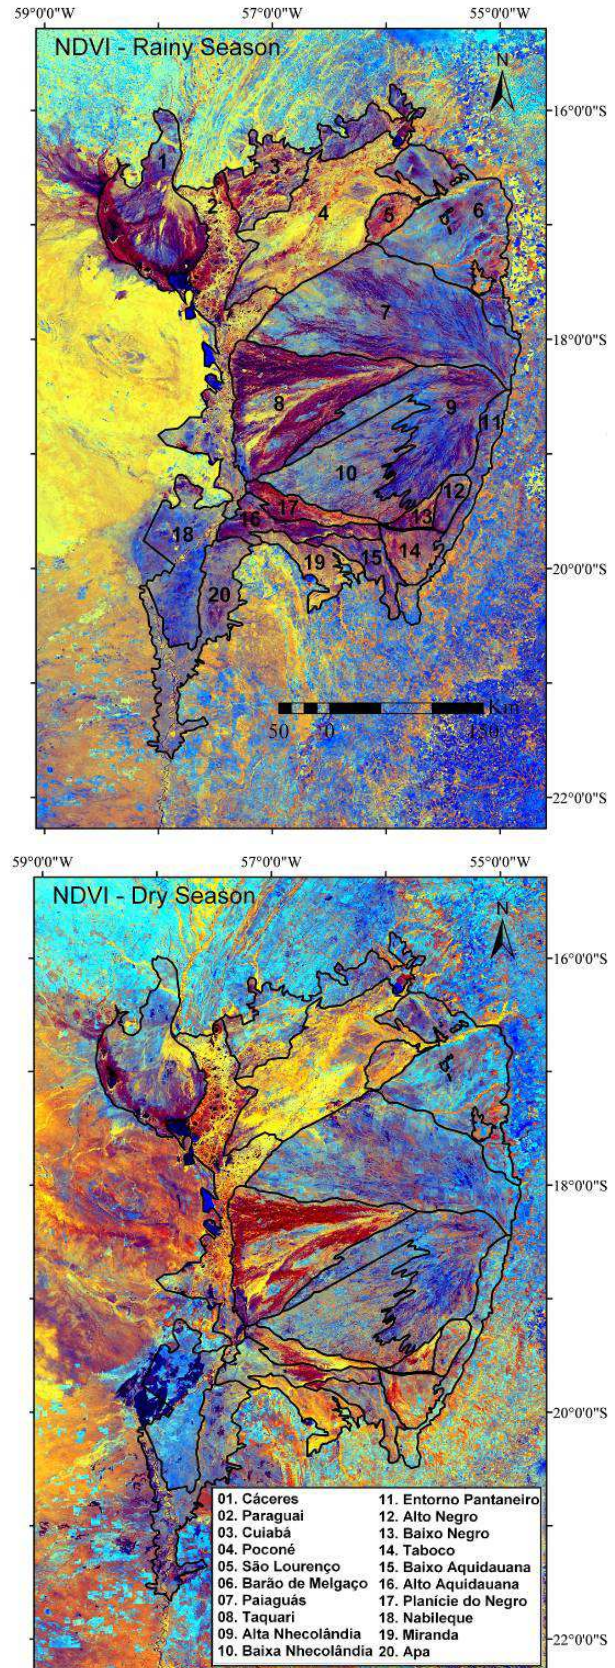 59°0'0"W 57°0'0"W 55°0'0"W
NDVI - Rainy Season
N
16°0'0"S
1
2
3
4
5
6
7
18°0'0"S
8
9
10
11
12
13
14
15
16
17
18
19
20
20°0'0"S
Km
50 0 150
22°0'0"S
59°0'0"W 57°0'0"W 55°0'0"W
NDVI - Dry Season
N
16°0'0"S
18°0'0"S
20°0'0"S
01. Cáceres
02. Paraguai
03. Cuiabá
04. Poconé
05. São Lourenço
06. Barão de Melgaço
07. Paiaguás
08. Taquari
09. Alta Nhecolândia
10. Baixa Nhecolândia
11. Entorno Pantaneiro
12. Alto Negro
13. Baixo Negro
14. Taboco
15. Baixo Aquidauana
16. Alto Aquidauana
17. Planície do Negro
18. Nabileque
19. Miranda
20. Apa
22°0'0"S